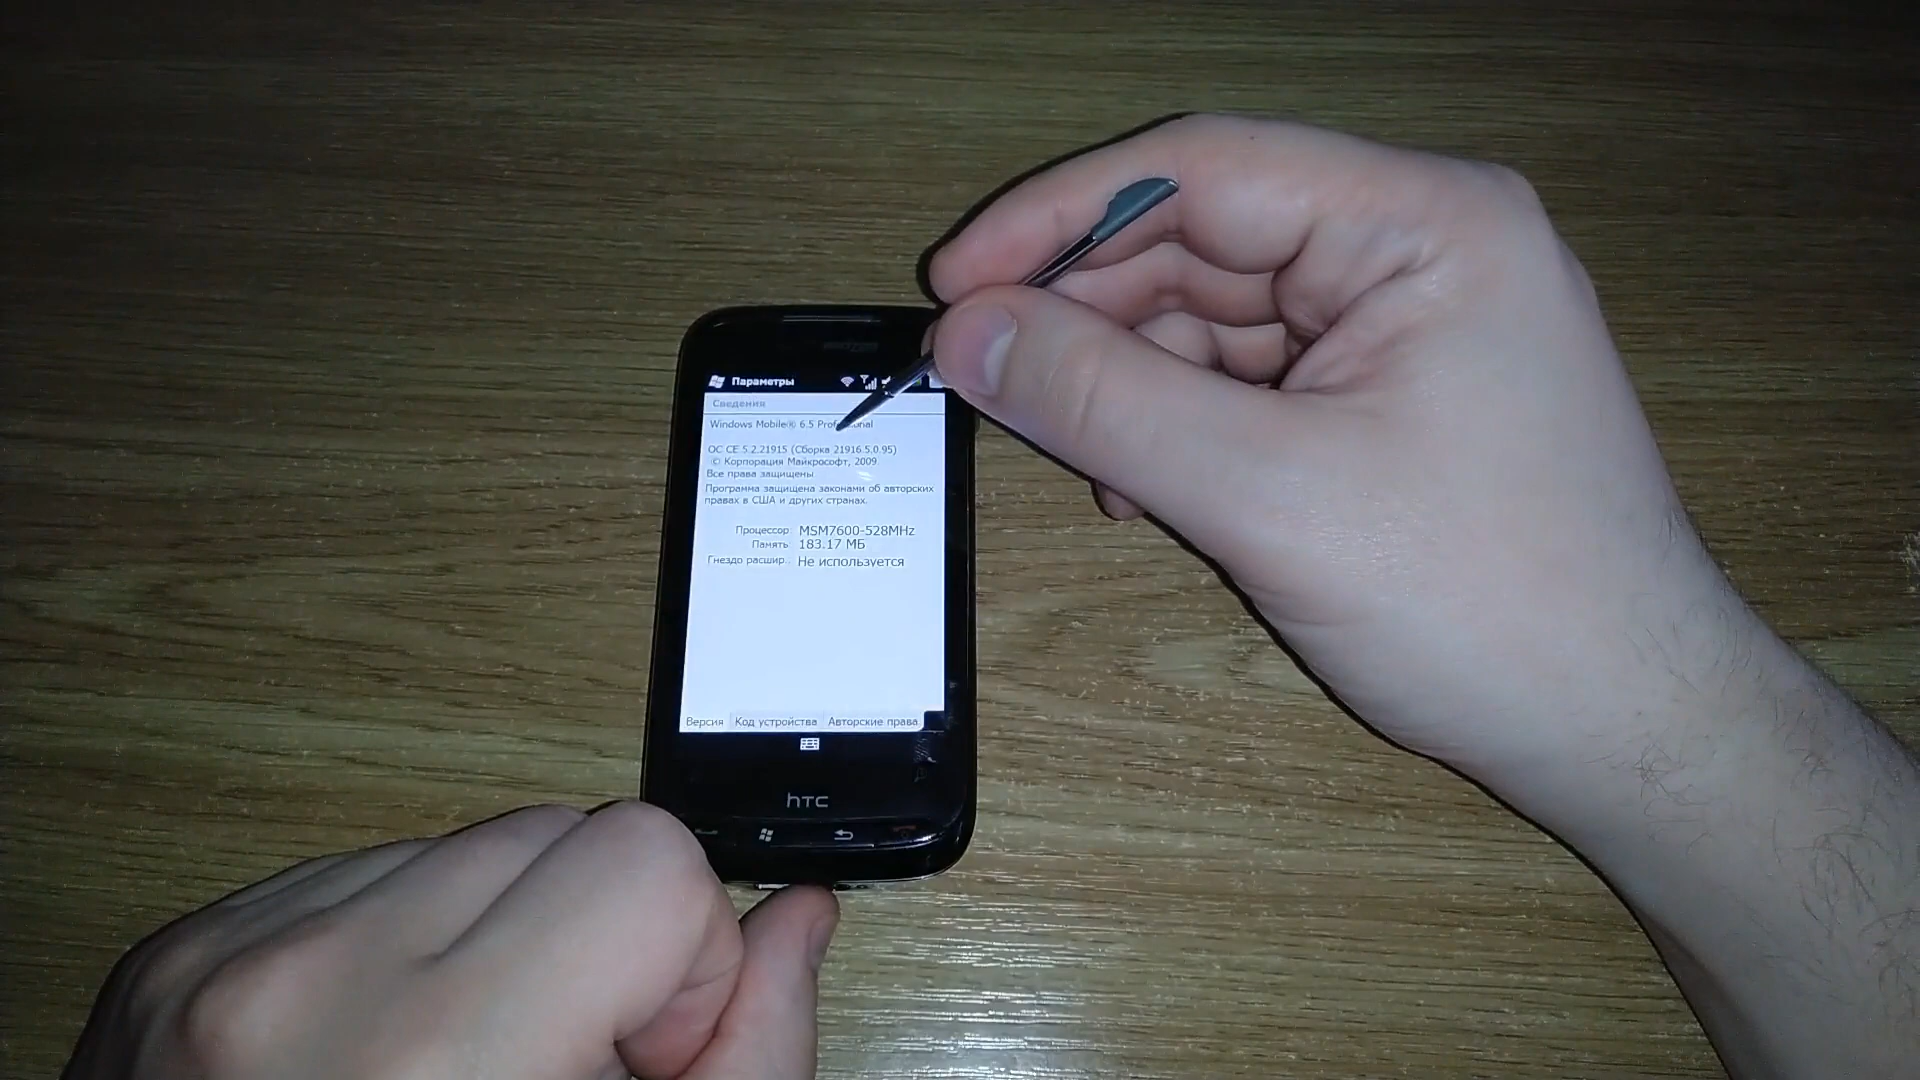 Параметры
Сведения
Windows Mobile® 6.5 Professional
ОС CE 5.2.21915 (Сборка 21916.5.0.95)
© Корпорация Майкрософт, 2009.
Все права защищены.
Программа защищена законами об авторских
правах в США и других странах.
Процессор: MSM7600-528MHz
Память: 183.17 МБ
Гнездо расшир..: Не используется
Версия Код устройства Авторские права
hTC